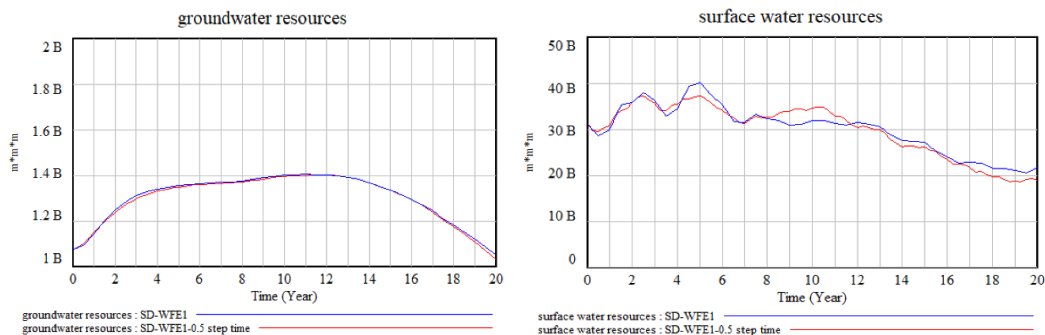 groundwater resources
2 B
1.8 B
1.6 B
1.4 B
1.2 B
1 B
m*m*m
0 2 4 6 8 10 12 14 16 18 20
Time (Year)
groundwater resources : SD-WFE1
groundwater resources : SD-WFE1-0.5 step time
surface water resources
50 B
40 B
30 B
20 B
10 B
0
m*m*m
0 2 4 6 8 10 12 14 16 18 20
Time (Year)
surface water resources : SD-WFE1
surface water resources : SD-WFE1-0.5 step time